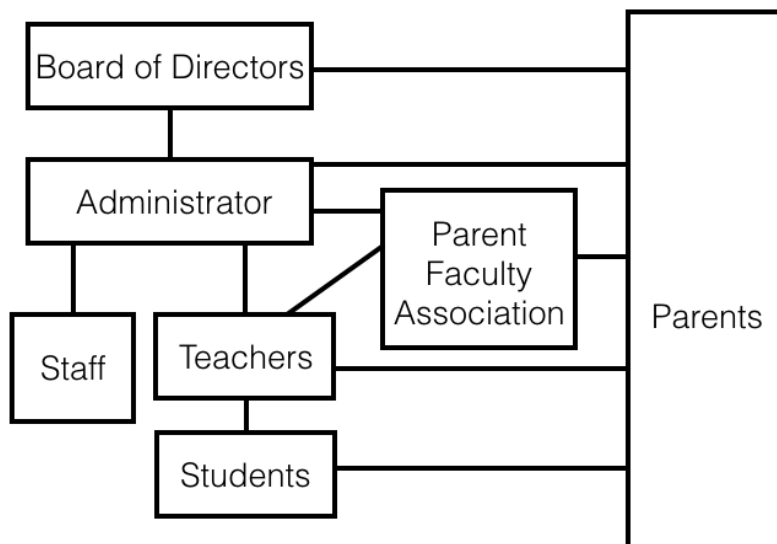 Board of Directors
Administrator
Parent
Faculty
Association
Parents
Staff
Teachers
Students